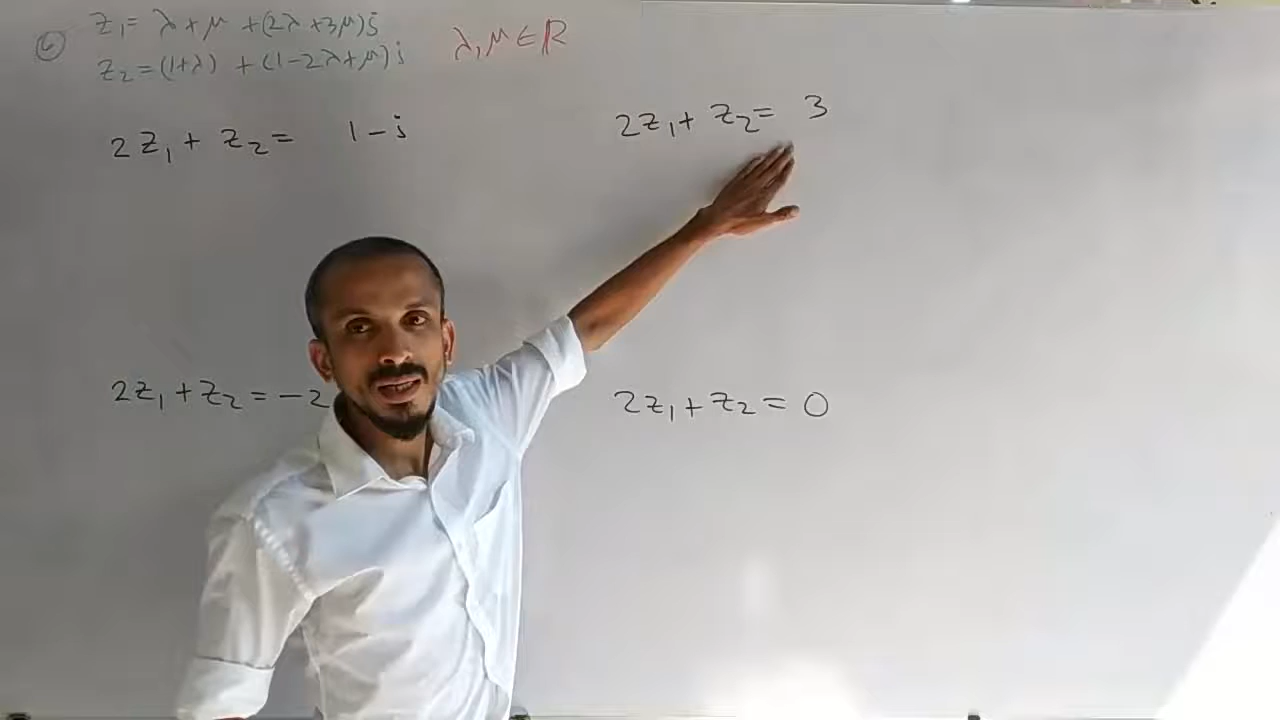 ⑥ z₁ = λ+μ +(2λ+3μ)i
z₂ = (1+λ) + (1-2λ+μ)i λ, μ ∈ ℝ
2z₁ + z₂ = 1-i
2z₁ + z₂ = 3
2z₁ + z₂ = -2
2z₁ + z₂ = 0